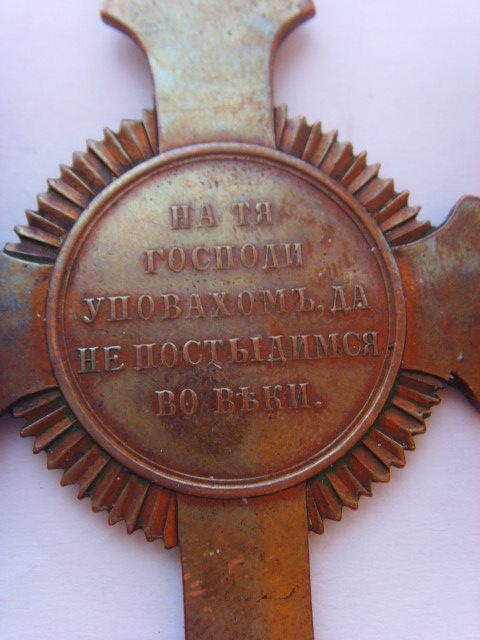 НА ТЯ
ГОСПОДИ
УПОВАХОМЪ, ДА
НЕ ПОСТЫДИМСЯ
ВО ВѢКИ.